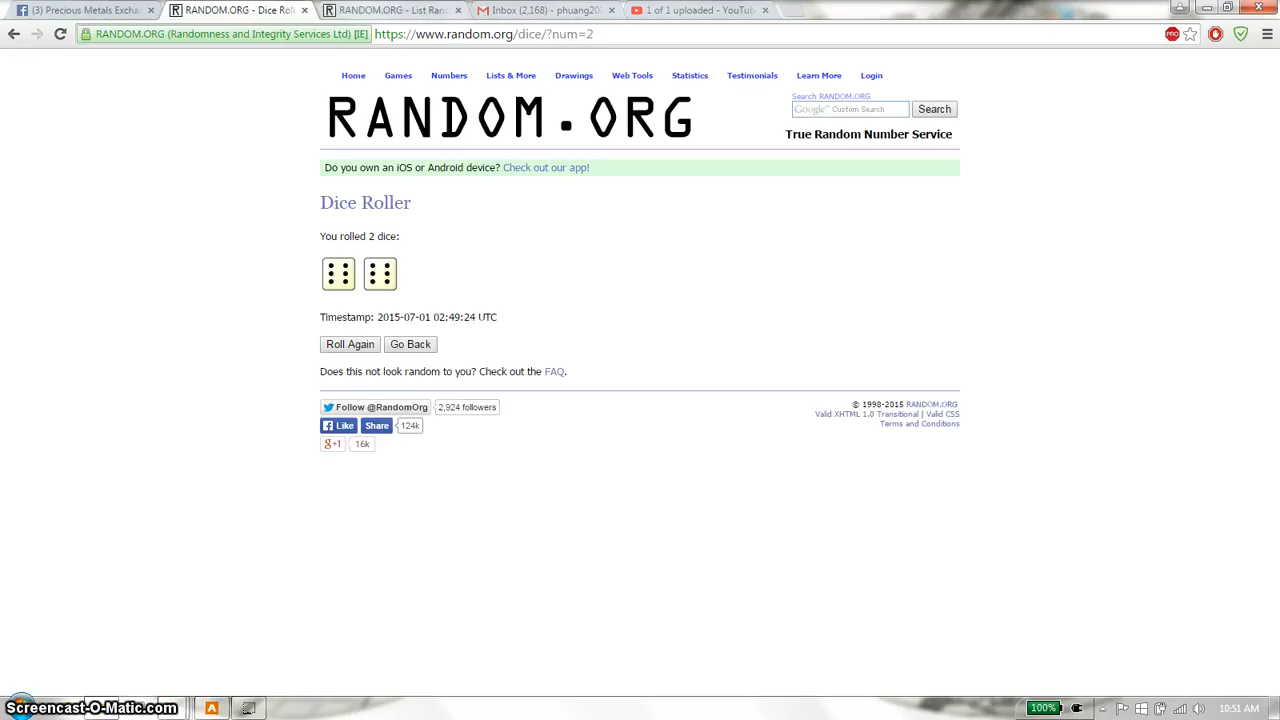 (3) Precious Metals Exchan
RANDOM.ORG - Dice Rol
RANDOM.ORG - List Ranc
Inbox (2,168) - phuang20
1 of 1 uploaded - YouTub
RANDOM.ORG (Randomness and Integrity Services Ltd) [IE]
https://www.random.org/dice/?num=2
PRO
Home Games Numbers Lists & More Drawings Web Tools Statistics Testimonials Learn More Login
RANDOM.ORG
Search RANDOM.ORG
Google™ Custom Search
Search
True Random Number Service
Do you own an iOS or Android device? Check out our app!
Dice Roller
You rolled 2 dice:
Timestamp: 2015-07-01 02:49:24 UTC
Roll Again Go Back
Does this not look random to you? Check out the FAQ.
Follow @RandomOrg 2,924 followers
Like Share 124k
g+1 16k
© 1998-2015 RANDOM.ORG
Valid XHTML 1.0 Transitional | Valid CSS
Terms and Conditions
Screencast-O-Matic.com
100%
10:51 AM